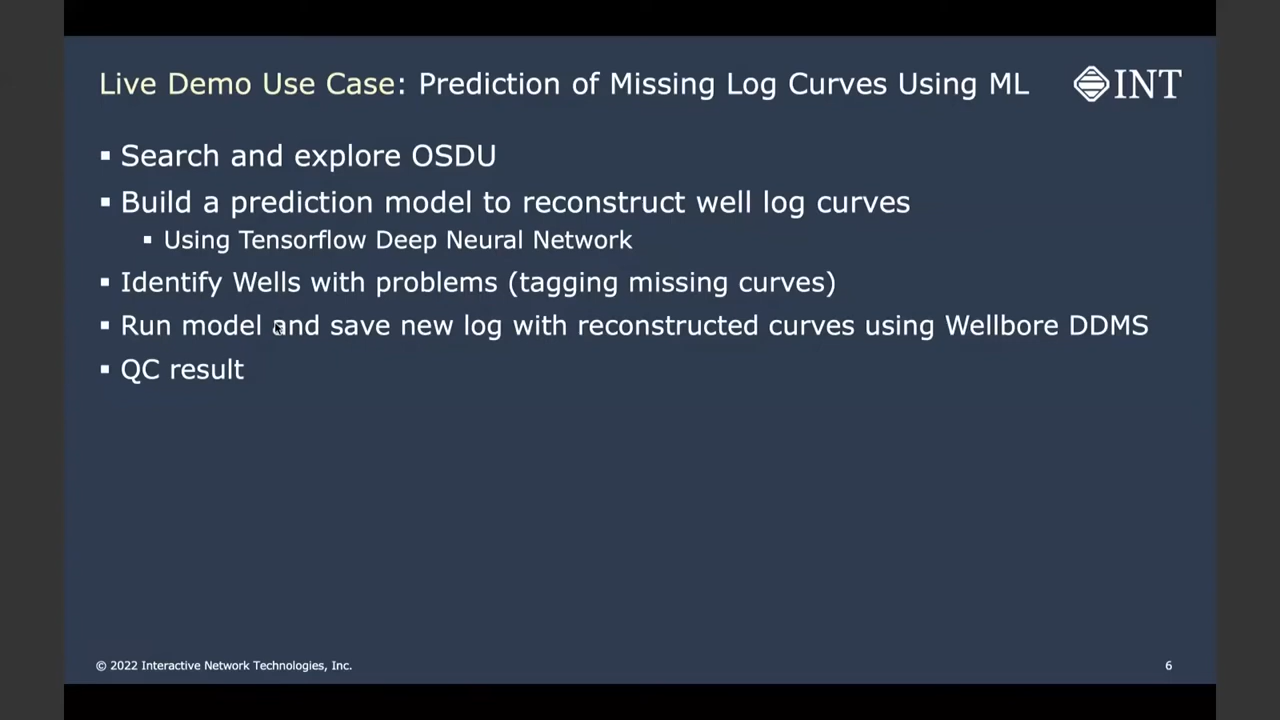 Live Demo Use Case: Prediction of Missing Log Curves Using ML
INT
▪ Search and explore OSDU
▪ Build a prediction model to reconstruct well log curves
▪ Using Tensorflow Deep Neural Network
▪ Identify Wells with problems (tagging missing curves)
▪ Run model and save new log with reconstructed curves using Wellbore DDMS
▪ QC result
© 2022 Interactive Network Technologies, Inc.
6